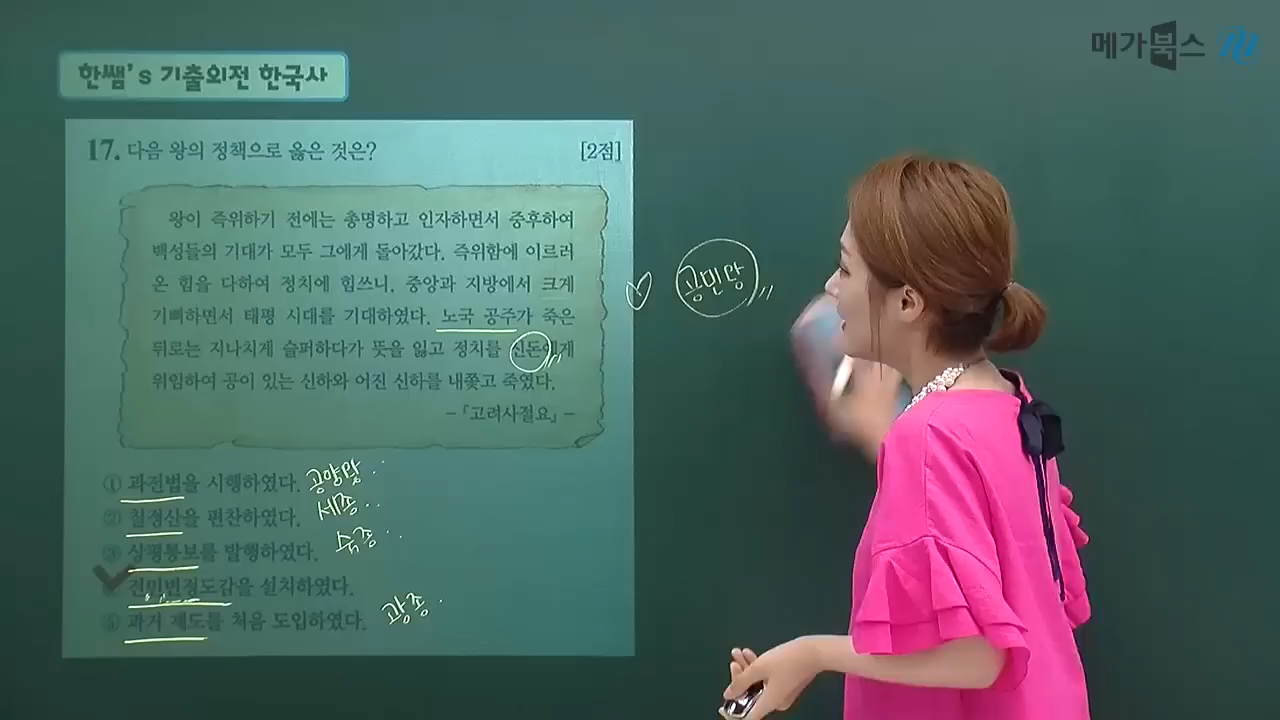 메가북스
한쌤's 기출외전 한국사
17. 다음 왕의 정책으로 옳은 것은? [2점]
왕이 즉위하기 전에는 총명하고 인자하면서 중후하여
백성들의 기대가 모두 그에게 돌아갔다. 즉위함에 이르러
온 힘을 다하여 정치에 힘쓰니, 중앙과 지방에서 크게
기뻐하면서 태평 시대를 기대하였다. 노국 공주가 죽은
뒤로는 지나치게 슬퍼하다가 뜻을 잃고 정치를 신돈에게
위임하여 공이 있는 신하와 어진 신하를 내쫓고 죽였다.
-『고려사절요』-
공민왕
① 과전법을 시행하였다. 공양왕
② 칠정산을 편찬하였다. 세종
③ 상평통보를 발행하였다. 숙종
④ 전민변정도감을 설치하였다.
⑤ 과거 제도를 처음 도입하였다. 광종